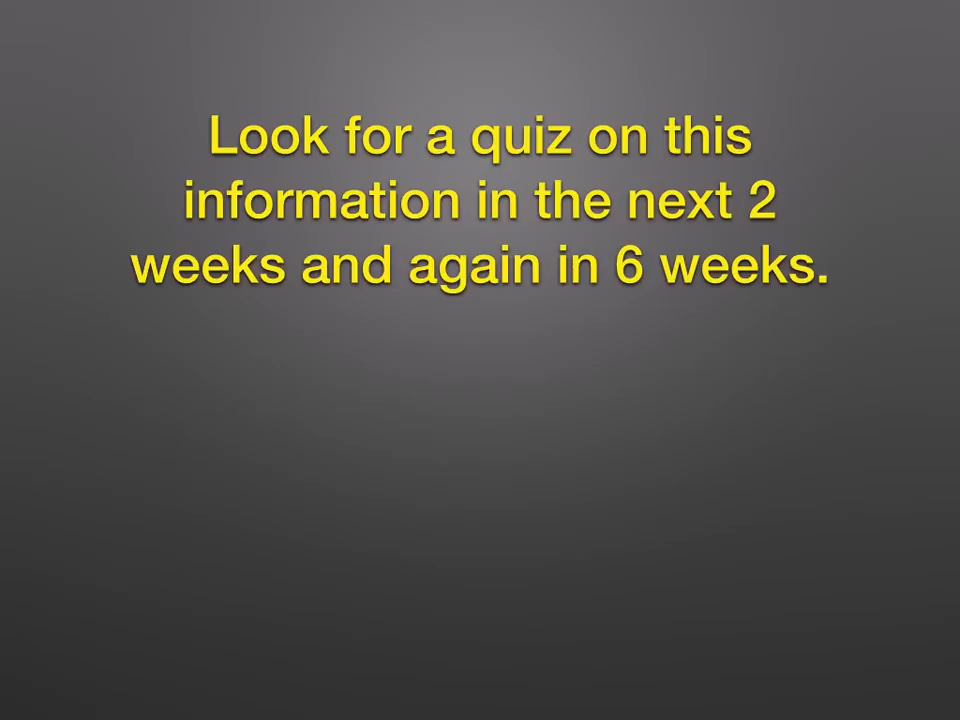 Look for a quiz on this
information in the next 2
weeks and again in 6 weeks.